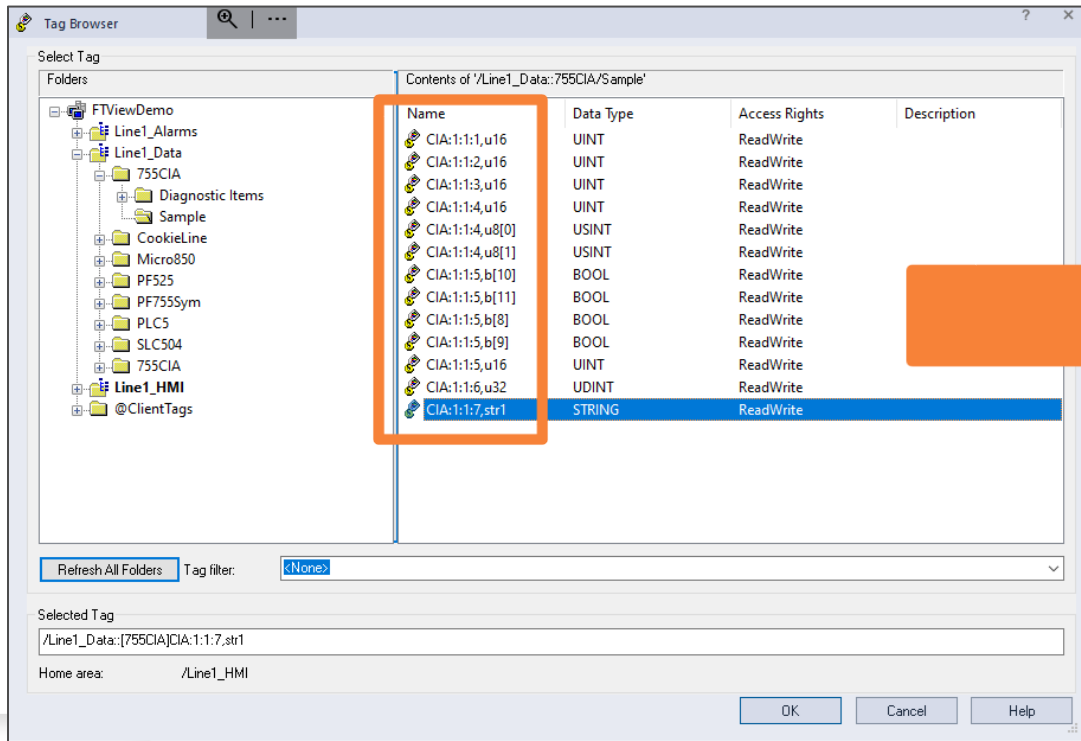 Tag Browser
Select Tag
Folders
Contents of '/Line1_Data::755CIA/Sample'
FTViewDemo
Line1_Alarms
Line1_Data
755CIA
Diagnostic Items
Sample
CookieLine
Micro850
PF525
PF755Sym
PLC5
SLC504
755CIA
Line1_HMI
@ClientTags
Name Data Type Access Rights Description
CIA:1:1:1,u16 UINT ReadWrite
CIA:1:1:2,u16 UINT ReadWrite
CIA:1:1:3,u16 UINT ReadWrite
CIA:1:1:4,u16 UINT ReadWrite
CIA:1:1:4,u8[0] USINT ReadWrite
CIA:1:1:4,u8[1] USINT ReadWrite
CIA:1:1:5,b[10] BOOL ReadWrite
CIA:1:1:5,b[11] BOOL ReadWrite
CIA:1:1:5,b[8] BOOL ReadWrite
CIA:1:1:5,b[9] BOOL ReadWrite
CIA:1:1:5,u16 UINT ReadWrite
CIA:1:1:6,u32 UDINT ReadWrite
CIA:1:1:7,str1 STRING ReadWrite
Refresh All Folders Tag filter: <None>
Selected Tag
/Line1_Data::[755CIA]CIA:1:1:7,str1
Home area: /Line1_HMI
OK Cancel Help